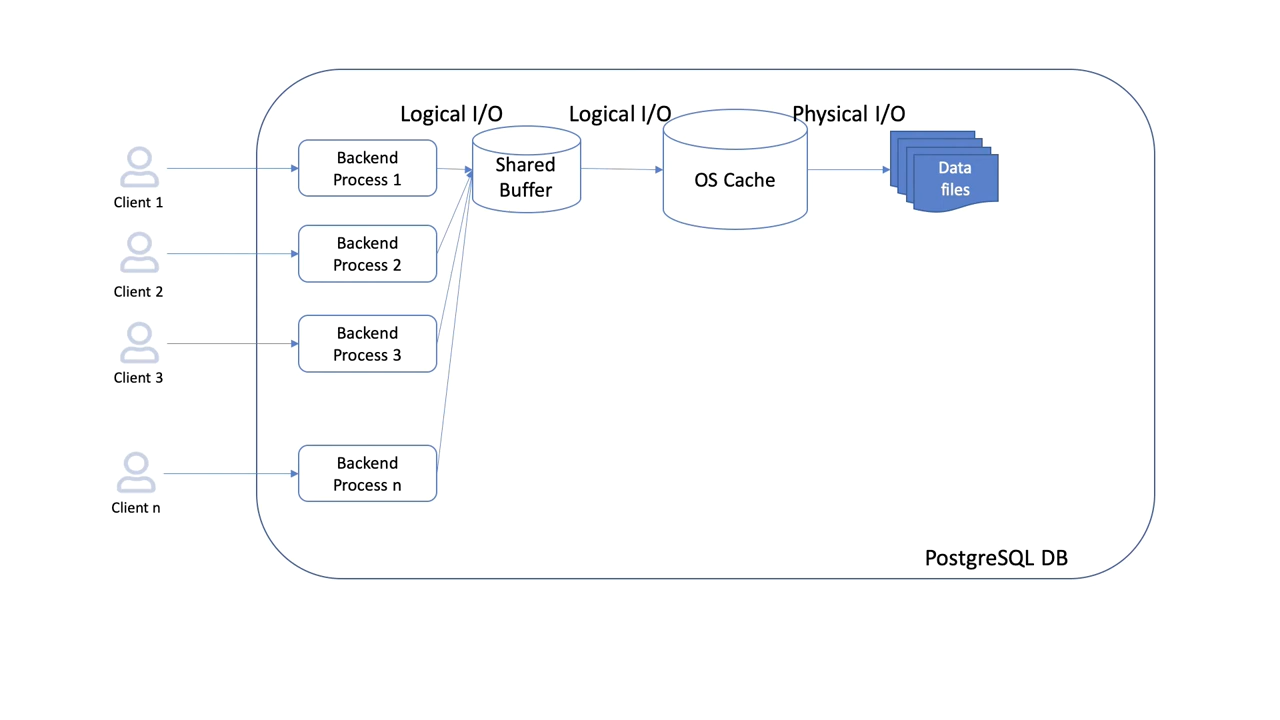 Logical I/O
Logical I/O
Physical I/O
Client 1
Backend
Process 1
Shared
Buffer
OS Cache
Data
files
Client 2
Backend
Process 2
Client 3
Backend
Process 3
Client n
Backend
Process n
PostgreSQL DB